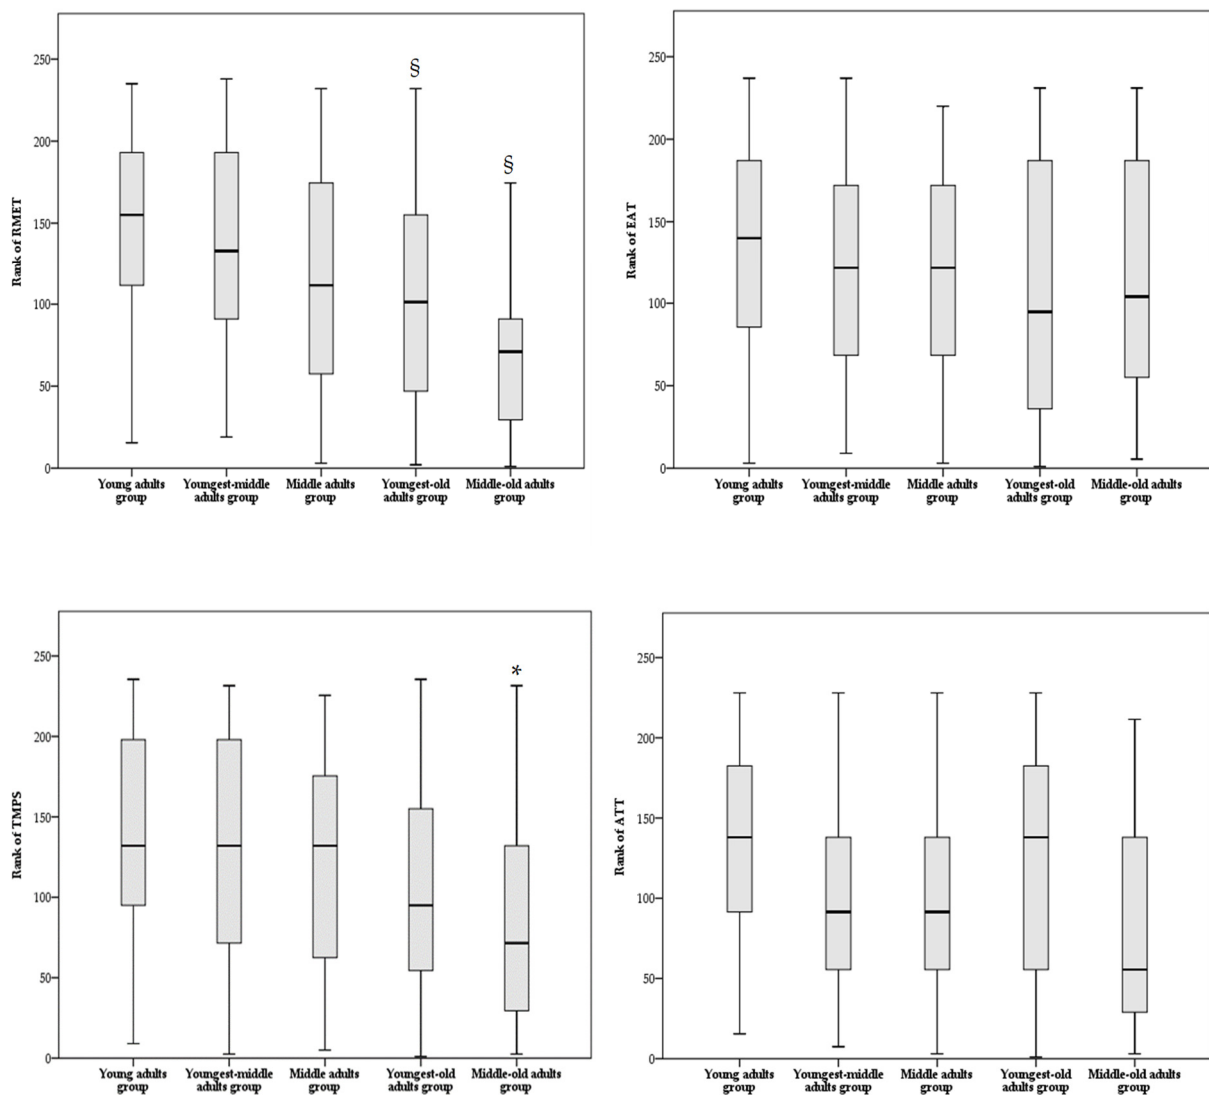 250
200
150
100
50
0
Rank of RMET
§
§
Young adults
group
Youngest-middle
adults group
Middle adults
group
Youngest-old
adults group
Middle-old adults
group
250
200
150
100
50
0
Rank of EAT
Young adults
group
Youngest-middle
adults group
Middle adults
group
Youngest-old
adults group
Middle-old adults
group
250
200
150
100
50
0
Rank of TMPS
*
Young adults
group
Youngest-middle
adults group
Middle adults
group
Youngest-old
adults group
Middle-old adults
group
250
200
150
100
50
0
Rank of ATT
Young adults
group
Youngest-middle
adults group
Middle adults
group
Youngest-old
adults group
Middle-old adults
group